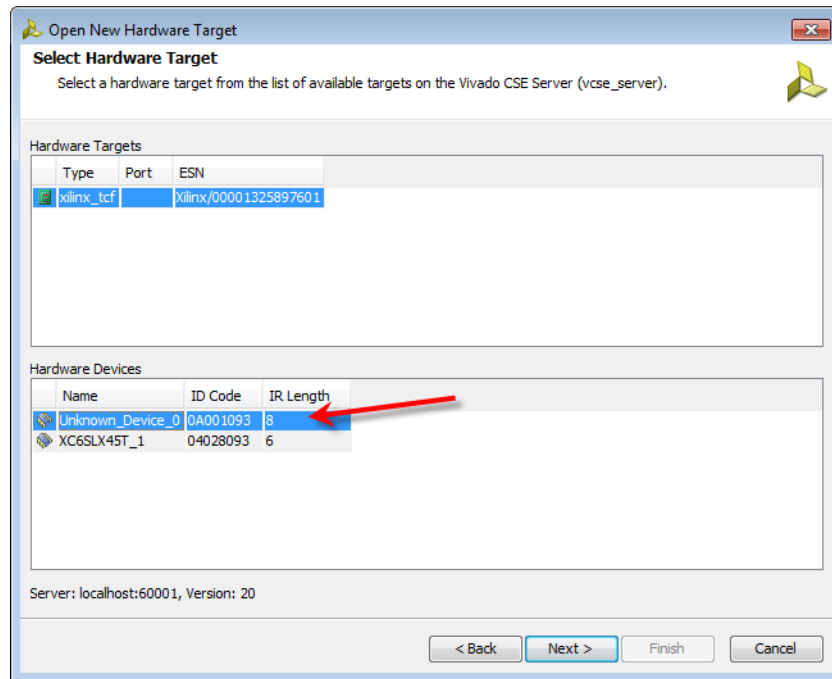 Open New Hardware Target
Select Hardware Target
Select a hardware target from the list of available targets on the Vivado CSE Server (vcse_server).
Hardware Targets
Type Port ESN
xilinx_tcf Xilinx/00001325897601
Hardware Devices
Name ID Code IR Length
Unknown_Device_0 0A001093 8
XC6SLX45T_1 04028093 6
Server: localhost:60001, Version: 20
< Back Next > Finish Cancel